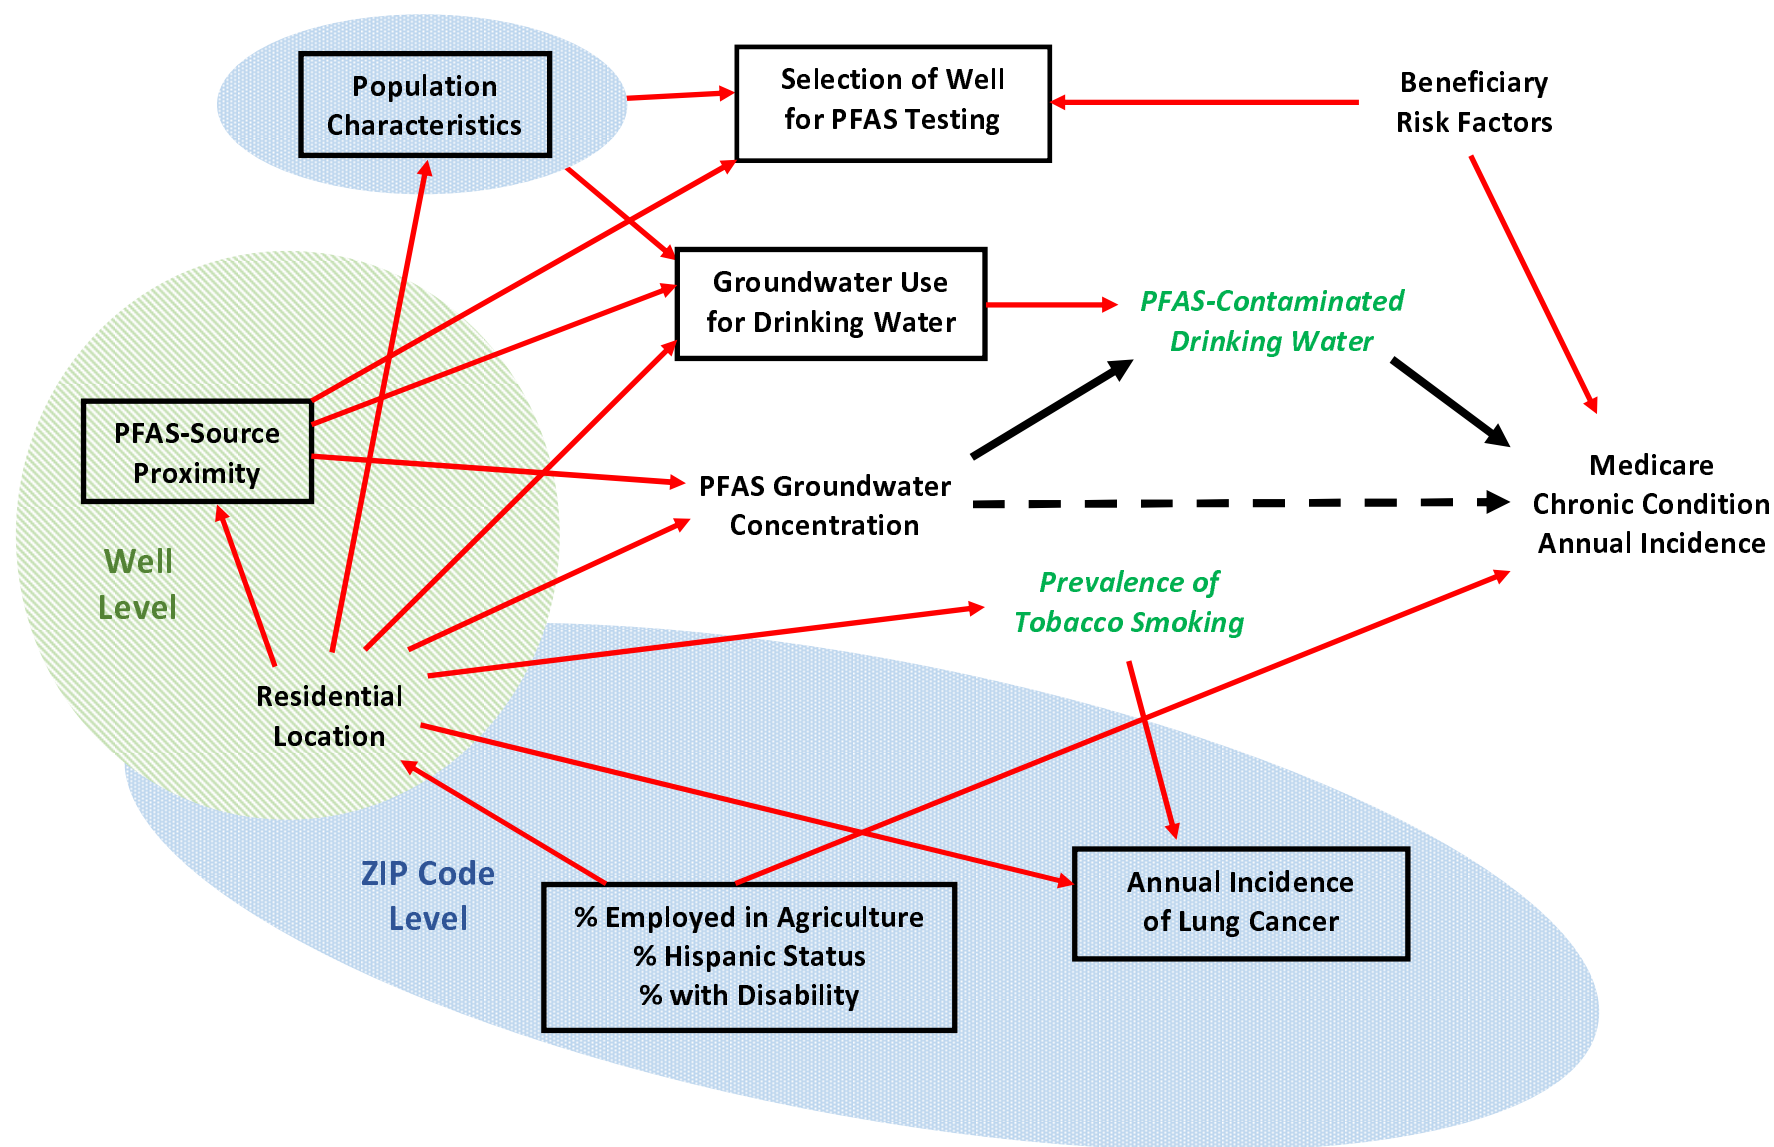 Population
Characteristics
Selection of Well
for PFAS Testing
Beneficiary
Risk Factors
Groundwater Use
for Drinking Water
PFAS-Contaminated
Drinking Water
PFAS-Source
Proximity
PFAS Groundwater
Concentration
Medicare
Chronic Condition
Annual Incidence
Well
Level
Prevalence of
Tobacco Smoking
Residential
Location
ZIP Code
Level
% Employed in Agriculture
% Hispanic Status
% with Disability
Annual Incidence
of Lung Cancer